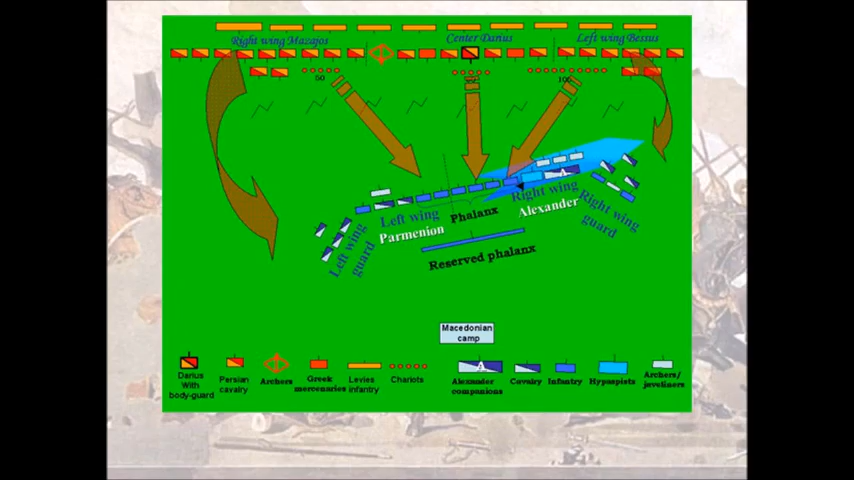 Right wing Mazajos
Center Darius
Left wing Bessus
50
100
Left wing
Parmenion
Phalanx
Right wing
Alexander
A
Right wing
guard
Left wing
guard
Reserved phalanx
Macedonian
camp
Darius
With
body-guard
Persian
cavalry
Archers
Greek
mercenaries
Levies
infantry
Chariots
A
Alexander
companions
Cavalry
Infantry
Hypaspists
Archers/
javeliners